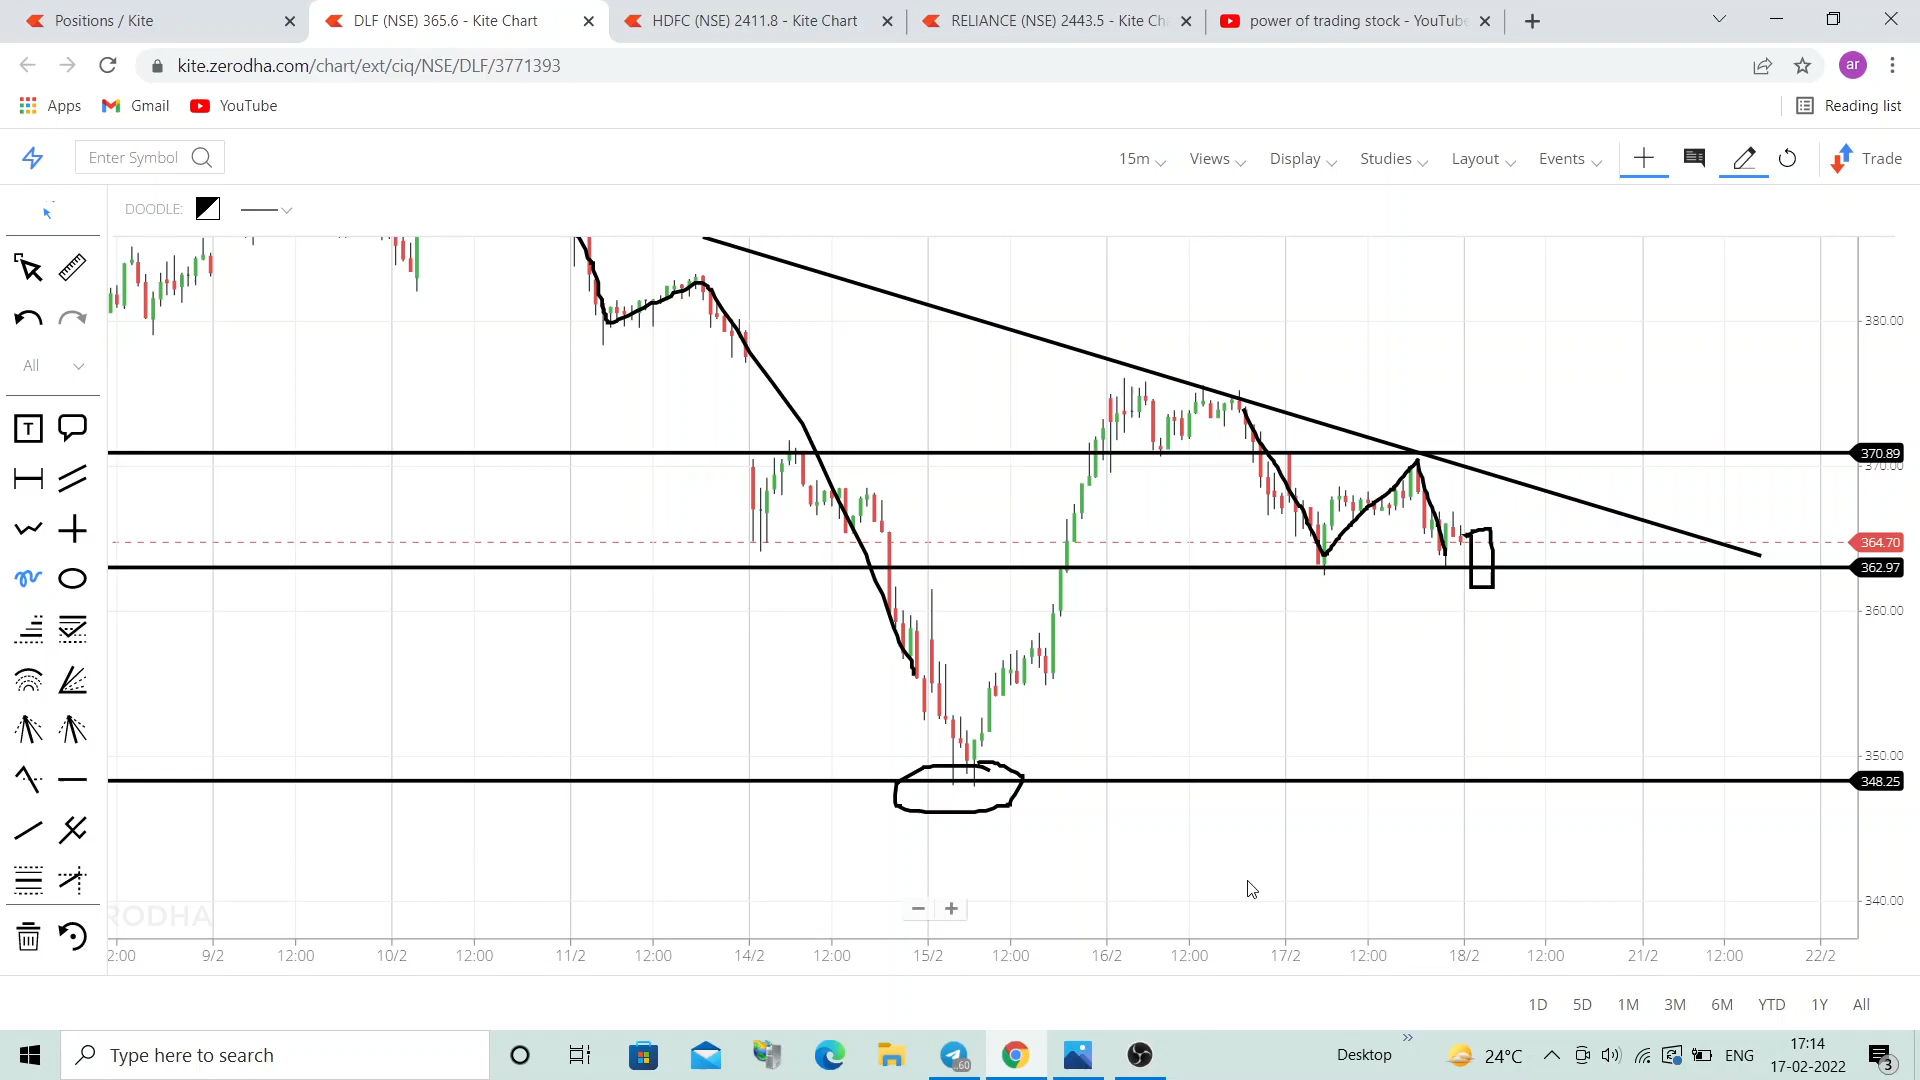 Positions / Kite
DLF (NSE) 365.6 - Kite Chart
HDFC (NSE) 2411.8 - Kite Chart
RELIANCE (NSE) 2443.5 - Kite Ch
power of trading stock - YouTube
kite.zerodha.com/chart/ext/ciq/NSE/DLF/3771393
ar
Apps
Gmail
YouTube
Reading list
Enter Symbol
15m
Views
Display
Studies
Layout
Events
Trade
DOODLE:
All
T
380.00
370.89
370.00
364.70
362.97
360.00
350.00
348.25
340.00
RODHA
2:00 9/2 12:00 10/2 12:00 11/2 12:00 14/2 12:00 15/2 12:00 16/2 12:00 17/2 12:00 18/2 12:00 21/2 12:00 22/2
1D 5D 1M 3M 6M YTD 1Y All
Type here to search
60
Desktop
24°C
ENG
17:14
17-02-2022
3